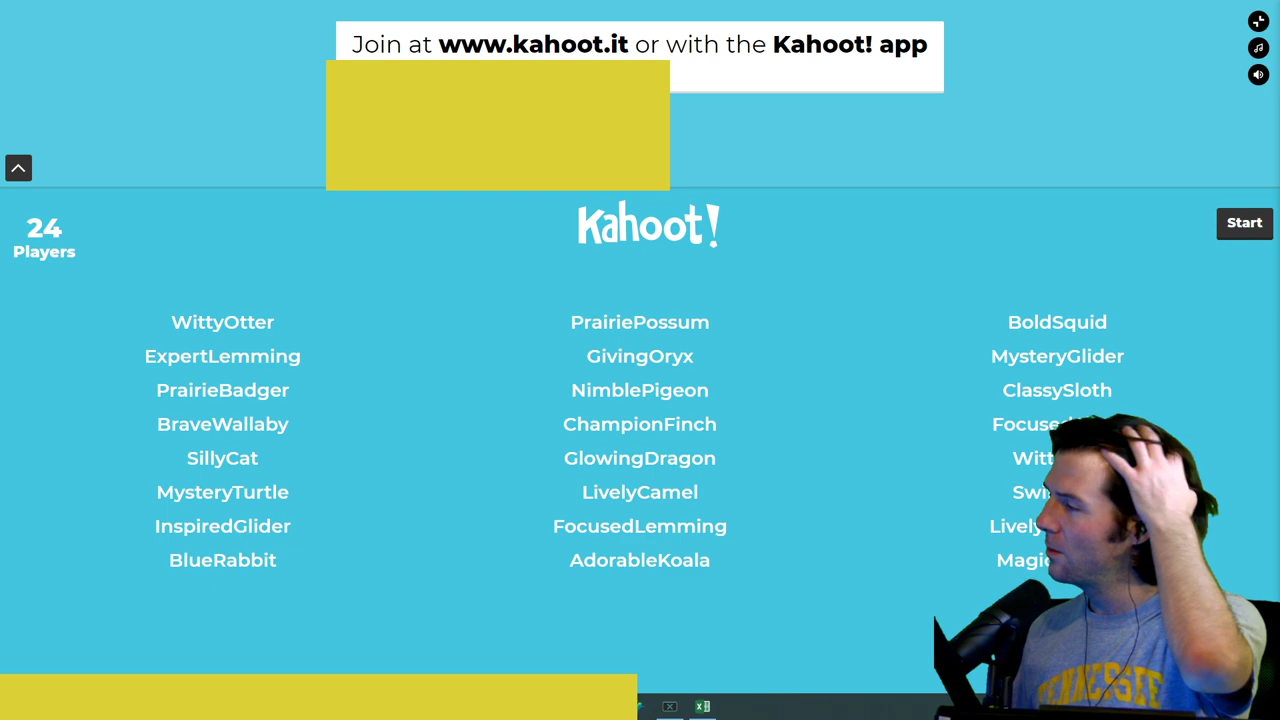 Join at www.kahoot.it or with the Kahoot! app
24
Players
Kahoot!
Start
WittyOtter
PrairiePossum
BoldSquid
ExpertLemming
GivingOryx
MysteryGlider
PrairieBadger
NimblePigeon
ClassySloth
BraveWallaby
ChampionFinch
SillyCat
GlowingDragon
MysteryTurtle
LivelyCamel
InspiredGlider
FocusedLemming
BlueRabbit
AdorableKoala
TENNESSEE